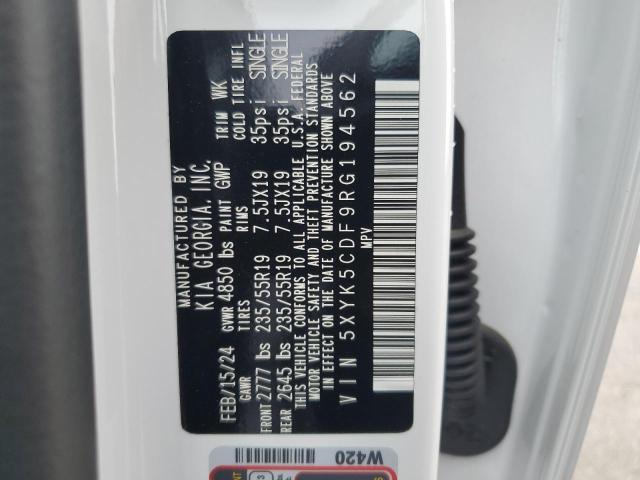 MANUFACTURED BY
KIA GEORGIA, INC.
FEB/15/24 GVWR 4850 lbs PAINT GWP TRIM WK
GAWR TIRES RIMS COLD TIRE INFL
FRONT 2777 lbs 235/55R19 7.5JX19 35psi SINGLE
REAR 2645 lbs 235/55R19 7.5JX19 35psi SINGLE
THIS VEHICLE CONFORMS TO ALL APPLICABLE U.S.A. FEDERAL
MOTOR VEHICLE SAFETY AND THEFT PREVENTION STANDARDS
IN EFFECT ON THE DATE OF MANUFACTURE SHOWN ABOVE
VIN 5XYK5CDF9RG194562
MPV
W420